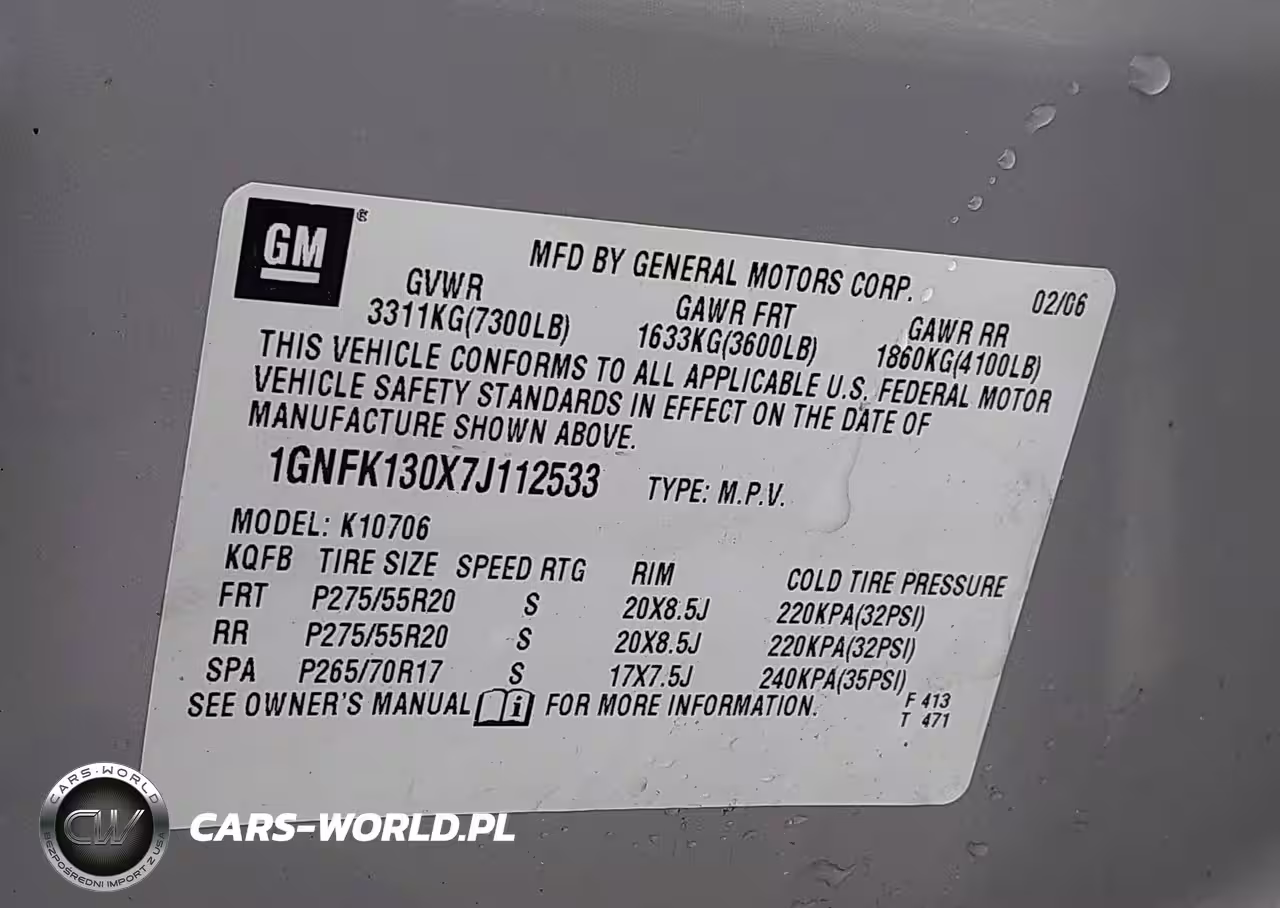 GM ®
MFD BY GENERAL MOTORS CORP. 02/06
GVWR GAWR FRT GAWR RR
3311KG(7300LB) 1633KG(3600LB) 1860KG(4100LB)
THIS VEHICLE CONFORMS TO ALL APPLICABLE U.S. FEDERAL MOTOR
VEHICLE SAFETY STANDARDS IN EFFECT ON THE DATE OF
MANUFACTURE SHOWN ABOVE.
1GNFK130X7J112533 TYPE: M.P.V.
MODEL: K10706
KQFB TIRE SIZE SPEED RTG RIM COLD TIRE PRESSURE
FRT P275/55R20 S 20X8.5J 220KPA(32PSI)
RR P275/55R20 S 20X8.5J 220KPA(32PSI)
SPA P265/70R17 S 17X7.5J 240KPA(35PSI)
SEE OWNER'S MANUAL i FOR MORE INFORMATION.
F 413
T 471
CARS-WORLD
CW
BEZPOŚREDNI IMPORT Z USA
CARS-WORLD.PL